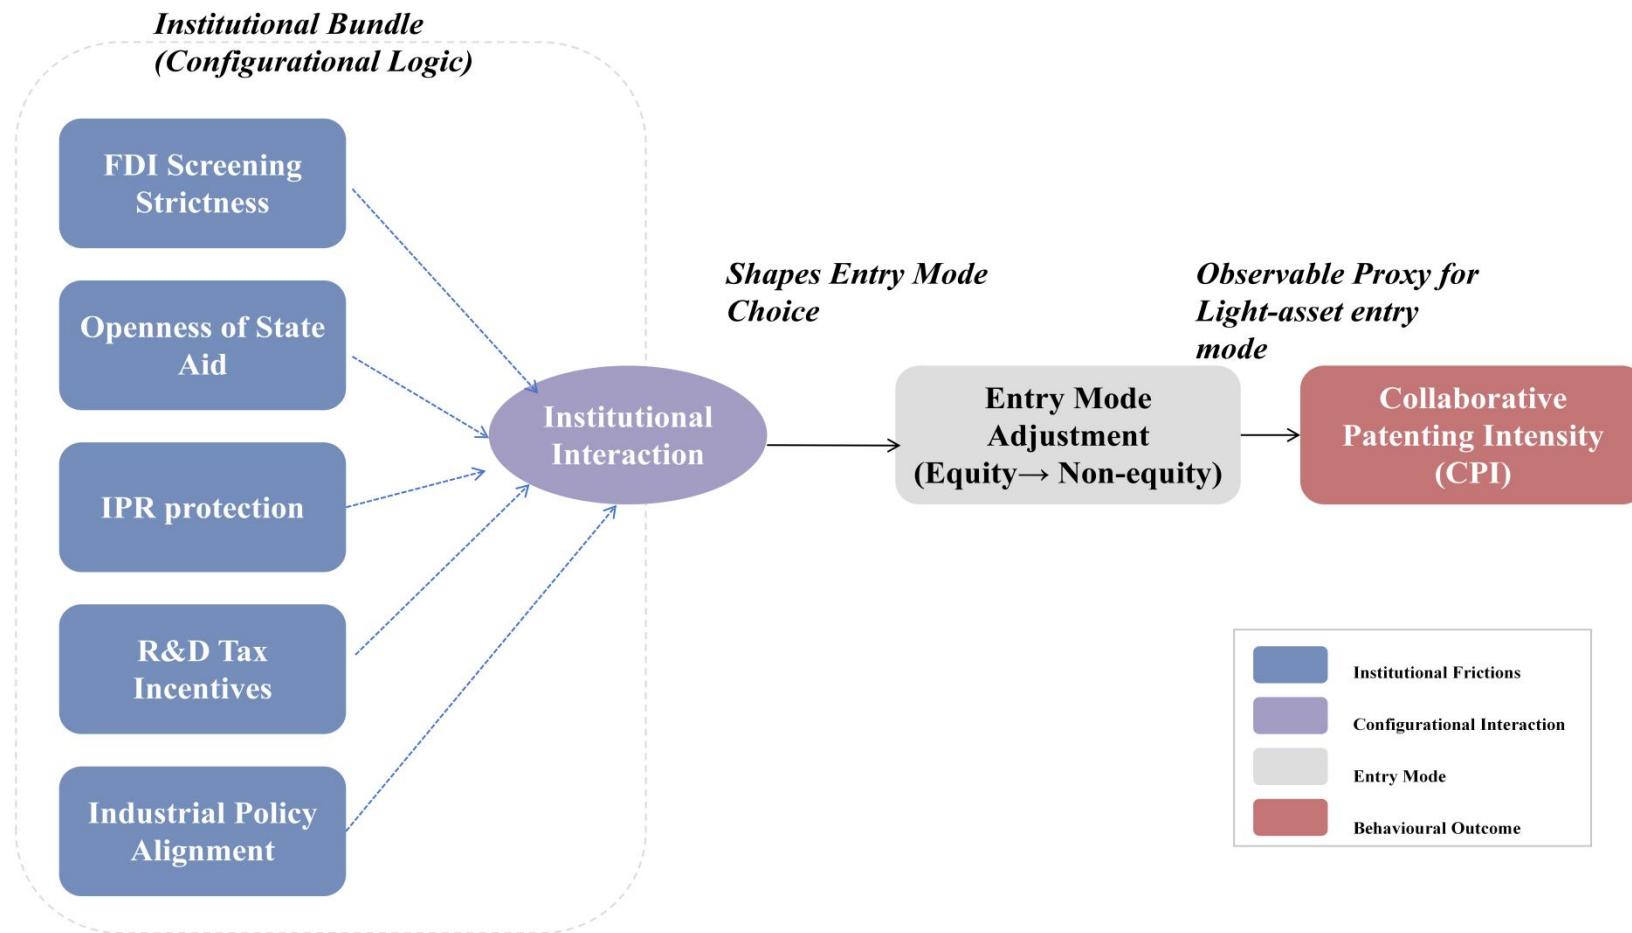 Institutional Bundle
(Configurational Logic)
FDI Screening
Strictness
Openness of State
Aid
IPR protection
R&D Tax
Incentives
Industrial Policy
Alignment
Institutional
Interaction
Shapes Entry Mode
Choice
Entry Mode
Adjustment
(Equity→ Non-equity)
Observable Proxy for
Light-asset entry
mode
Collaborative
Patenting Intensity
(CPI)
Institutional Frictions
Configurational Interaction
Entry Mode
Behavioural Outcome